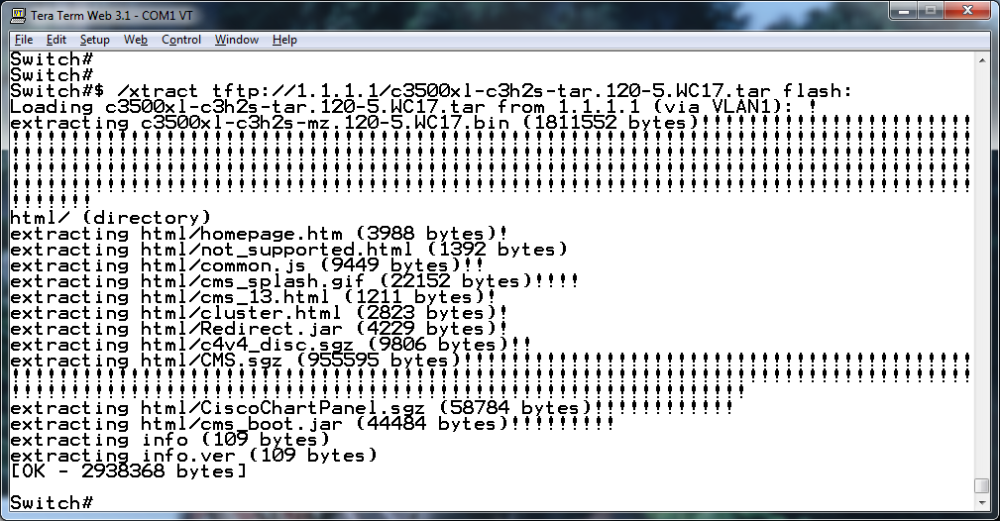 Tera Term Web 3.1 - COM1 VT
File Edit Setup Web Control Window Help
Switch#
Switch#
Switch#$ /xtract tftp://1.1.1.1/c3500xl-c3h2s-tar.120-5.WC17.tar flash:
Loading c3500xl-c3h2s-tar.120-5.WC17.tar from 1.1.1.1 (via VLAN1): !
extracting c3500xl-c3h2s-mz.120-5.WC17.bin (1811552 bytes)!!!!!!!!!!!!!!!!!!!!!!
!!!!!!!!!!!!!!!!!!!!!!!!!!!!!!!!!!!!!!!!!!!!!!!!!!!!!!!!!!!!!!!!!!!!!!!!!!!!!!!!
!!!!!!!!!!!!!!!!!!!!!!!!!!!!!!!!!!!!!!!!!!!!!!!!!!!!!!!!!!!!!!!!!!!!!!!!!!!!!!!!
!!!!!!!!!!!!!!!!!!!!!!!!!!!!!!!!!!!!!!!!!!!!!!!!!!!!!!!!!!!!!!!!!!!!!!!!!!!!!!!!
!!!!!!!!!!!!!!!!!!!!!!!!!!!!!!!!!!!!!!!!!!!!!!!!!!!!!!!!!!!!!!!!!!!!!!!!!!!!!!!!
!!!!!!!
html/ (directory)
extracting html/homepage.htm (3988 bytes)!
extracting html/not_supported.html (1392 bytes)
extracting html/common.js (9449 bytes)!!
extracting html/cms_splash.gif (22152 bytes)!!!!
extracting html/cms_13.html (1211 bytes)!
extracting html/cluster.html (2823 bytes)!
extracting html/Redirect.jar (4229 bytes)!
extracting html/c4v4_disc.sgz (9806 bytes)!!
extracting html/CMS.sgz (955595 bytes)!!!!!!!!!!!!!!!!!!!!!!!!!!!!!!!!!!!!!!!!!!
!!!!!!!!!!!!!!!!!!!!!!!!!!!!!!!!!!!!!!!!!!!!!!!!!!!!!!!!!!!!!!!!!!!!!!!!!!!!!!!!
!!!!!!!!!!!!!!!!!!!!!!!!!!!!!!!!!!!!!!!!!!!!!!!!!!!!!!!!!!!!!!
extracting html/CiscoChartPanel.sgz (58784 bytes)!!!!!!!!!!!!
extracting html/cms_boot.jar (44484 bytes)!!!!!!!!!
extracting info (109 bytes)
extracting info.ver (109 bytes)
[OK - 2938368 bytes]
Switch#